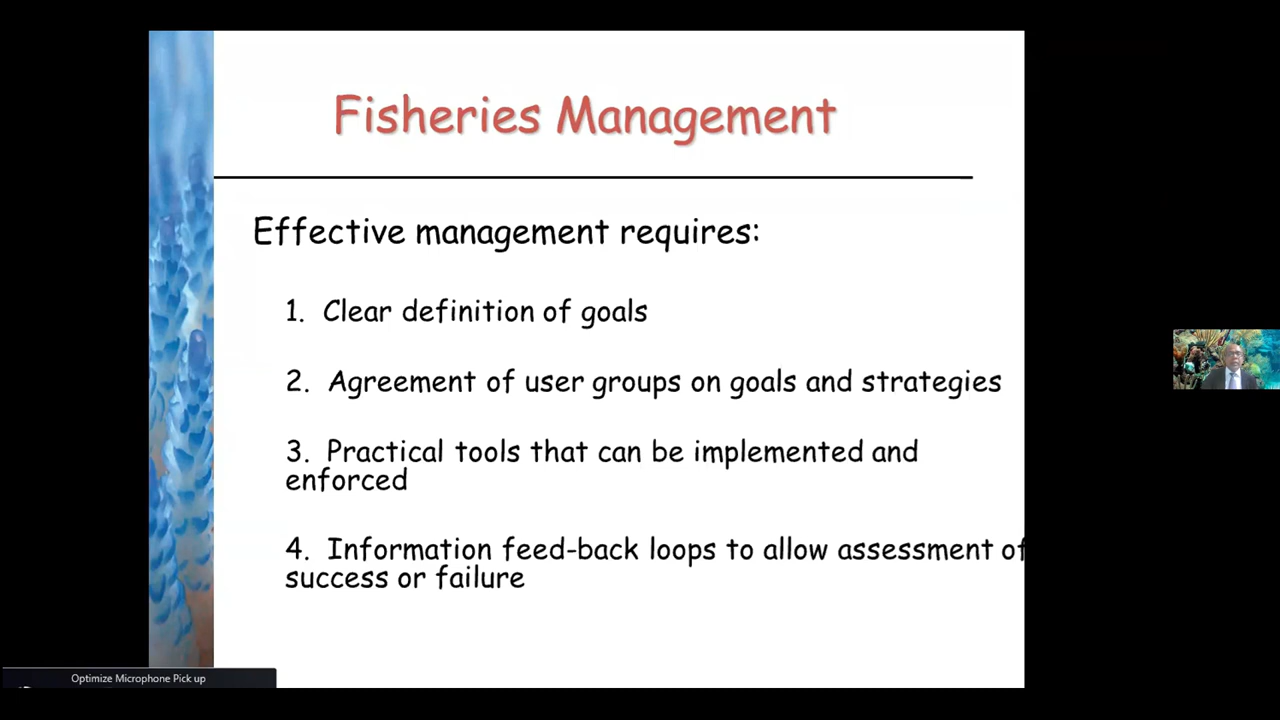 Fisheries Management
Effective management requires:
1. Clear definition of goals
2. Agreement of user groups on goals and strategies
3. Practical tools that can be implemented and
enforced
4. Information feed-back loops to allow assessment of
success or failure
Optimize Microphone Pick up